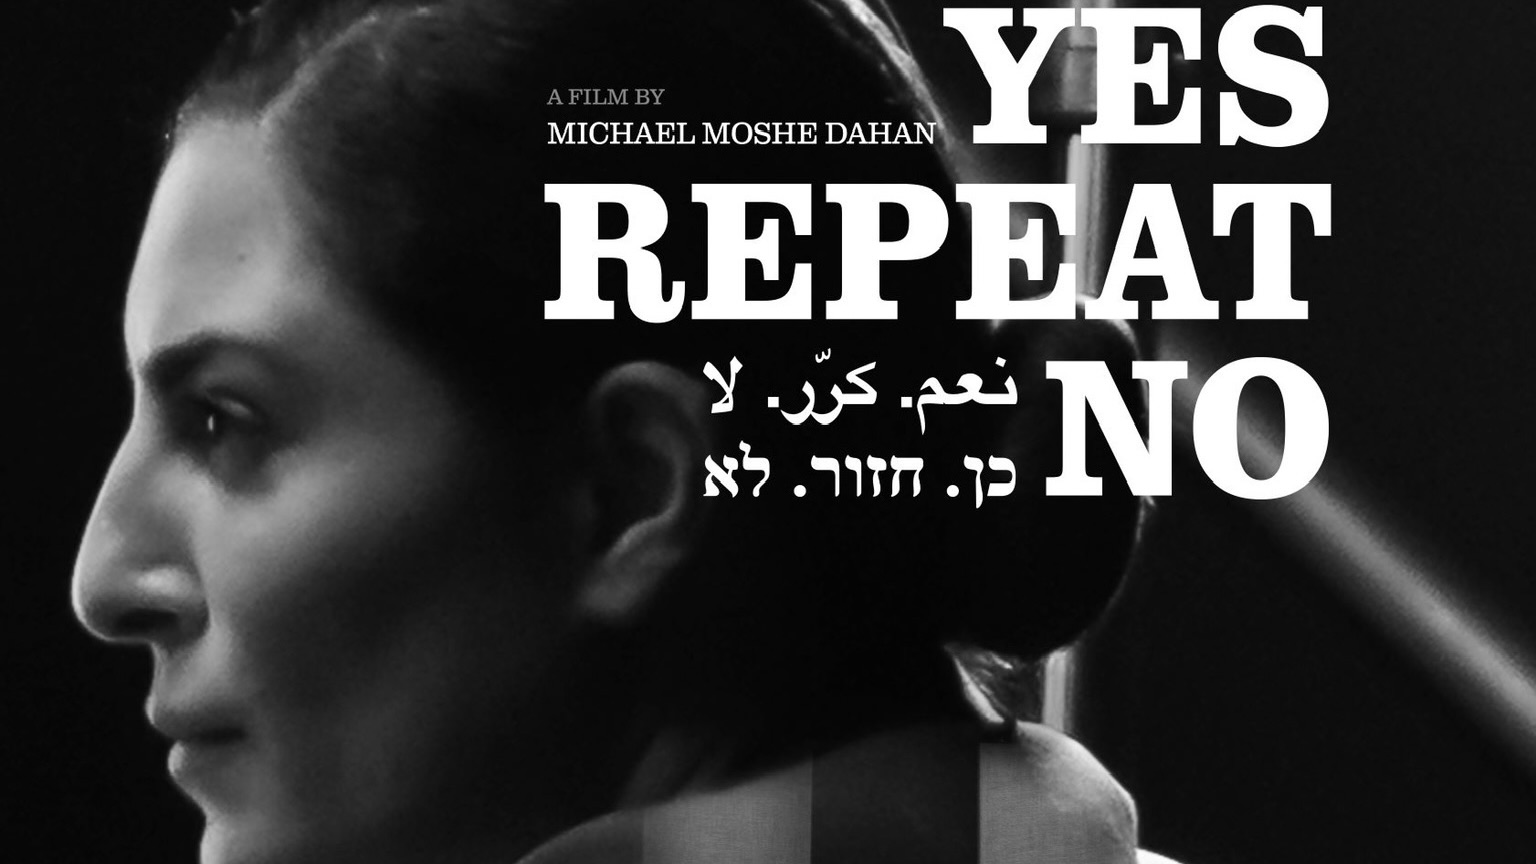 YES
A FILM BY
MICHAEL MOSHE DAHAN
REPEAT
NO
نعم. كرّر. لا
כן. חזור. לא